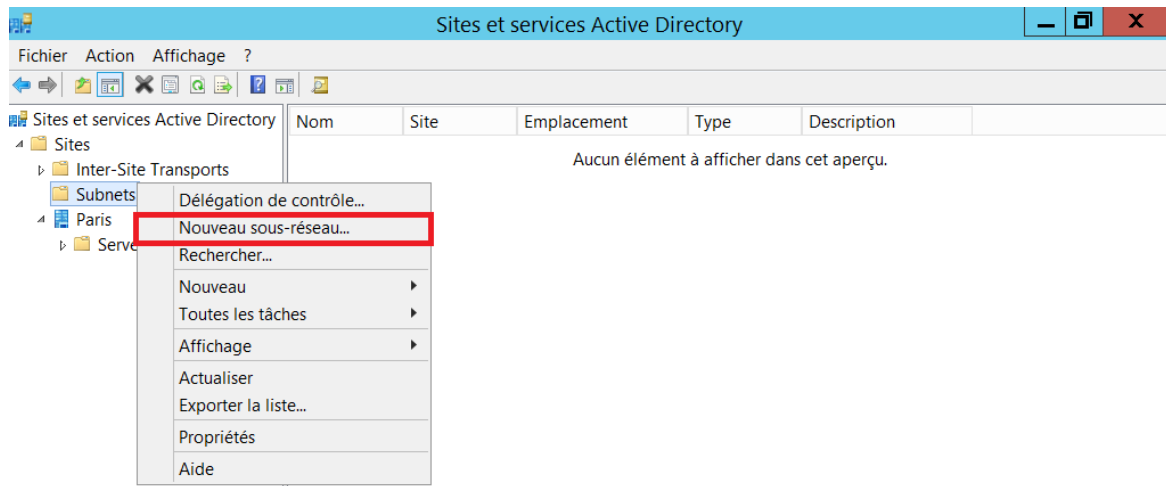 Sites et services Active Directory
Fichier Action Affichage ?
Sites et services Active Directory Nom Site Emplacement Type Description
Sites
Aucun élément à afficher dans cet aperçu.
Inter-Site Transports
Subnets
Délégation de contrôle...
Paris
Nouveau sous-réseau...
Serve
Rechercher...
Nouveau
Toutes les tâches
Affichage
Actualiser
Exporter la liste...
Propriétés
Aide